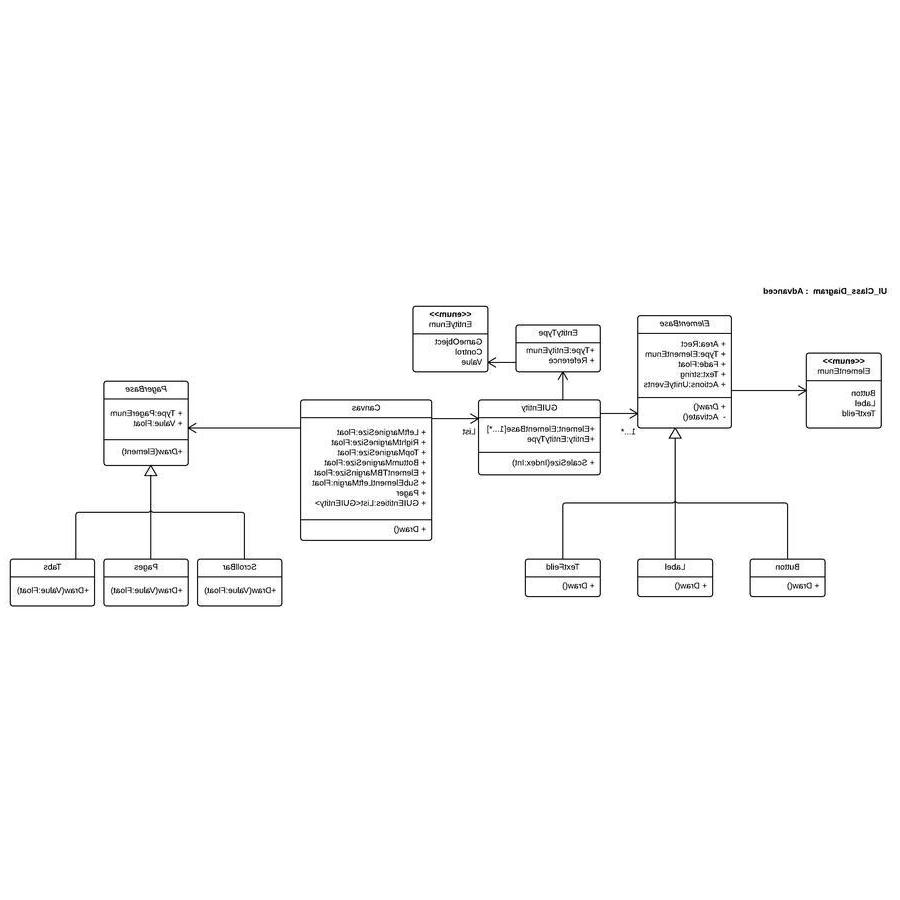 UI_Class_Diagram : Advanced
<<enum>>
ElementEnum
Button
Label
TextFeild
ElementBase
+ Area:Rect
+ Type:ElementEnum
+ Fade:Float
+ Text:string
+ Actions:UnityEvents
+ Draw()
- Activate()
1...*
Button
+ Draw()
Label
+ Draw()
TextFeild
+ Draw()
EntityType
+Type:EntityEnum
+ Reference
<<enum>>
EntityEnum
GameObject
Control
Value
GUIEntity
+Element:ElementBase[1...*]
+Entity:EntityType
+ ScaleSize(Index:Int)
List
Canvas
+ LeftMargineSize:Float
+ RightMargineSize:Float
+ TopMargineSize:Float
+ BottumMargineSize:Float
+ ElementTBMarginSize:Float
+ SubElementLeftMargin:Float
+ Pager
+ GUIEntities:List<GUIEntity>
+ Draw()
PagerBase
+ Type:PagerEnum
+ Value:Float
+Draw(Element)
ScrollBar
+Draw(Value:Float)
Pages
+Draw(Value:Float)
Tabs
+Draw(Value:Float)